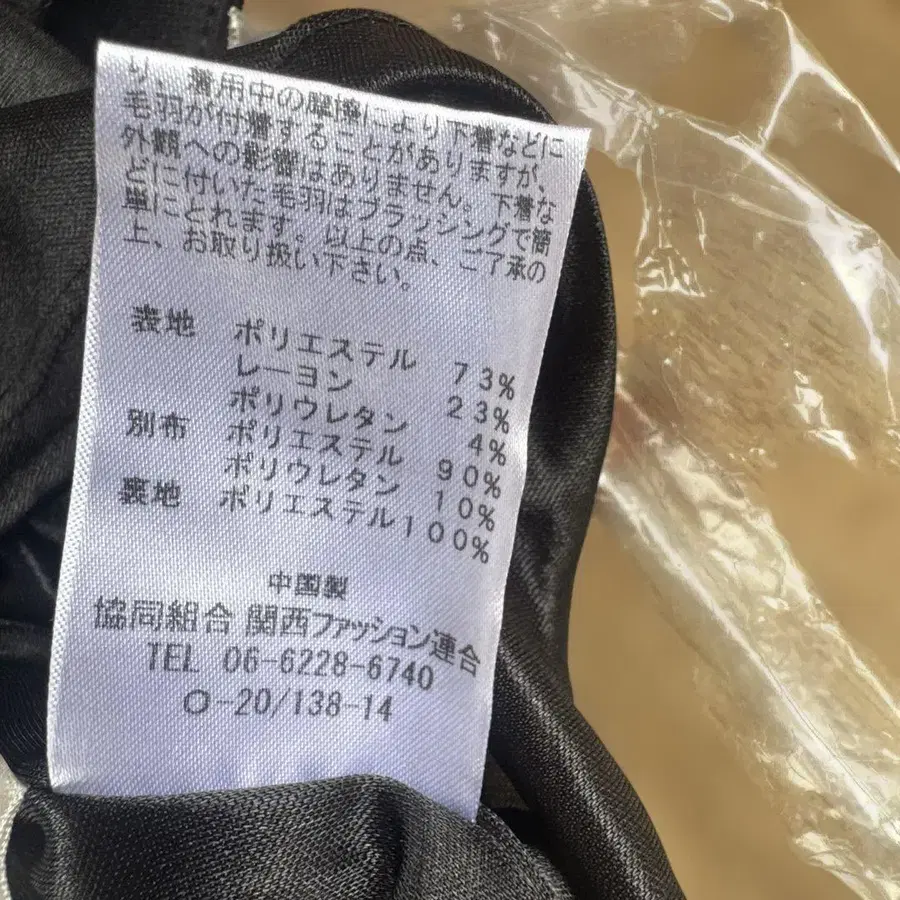 り、着用中の摩擦により下着などに
毛羽が付着することがありますが、
外観への影響はありません。下着な
どに付いた毛羽はブラッシングで簡
単にとれます。以上の点、ご了承の
上、お取り扱い下さい。
表地 ポリエステル 73%
レーヨン 23%
ポリウレタン 4%
別布 ポリエステル 90%
ポリウレタン 10%
裏地 ポリエステル100%
中国製
協同組合 関西ファッション連合
TEL 06-6228-6740
O-20/138-14